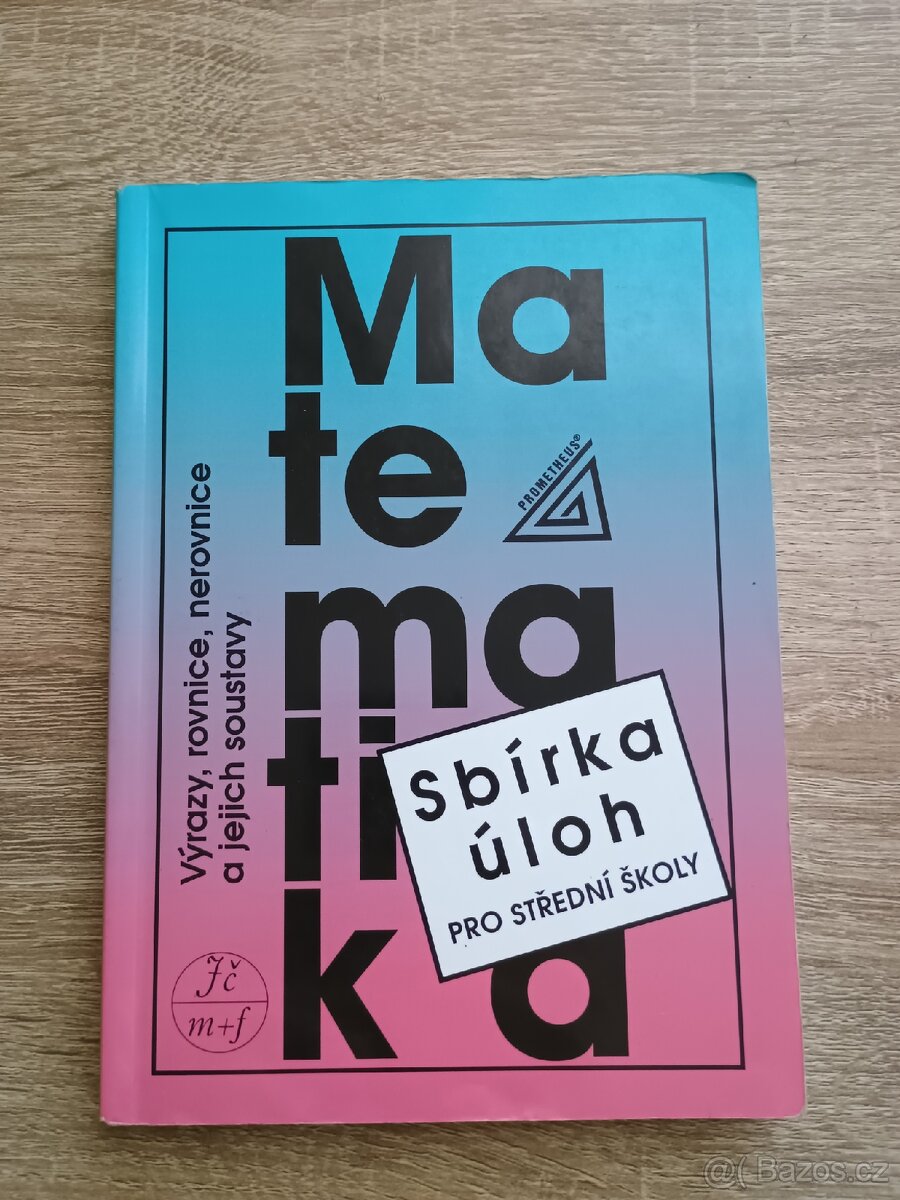 Ma
te
ma
ti
ka
PROMETHEUS®
Výrazy, rovnice, nerovnice
a jejich soustavy
Sbírka
úloh
PRO STŘEDNÍ ŠKOLY
Jč
m+f
@( Bazos.cz